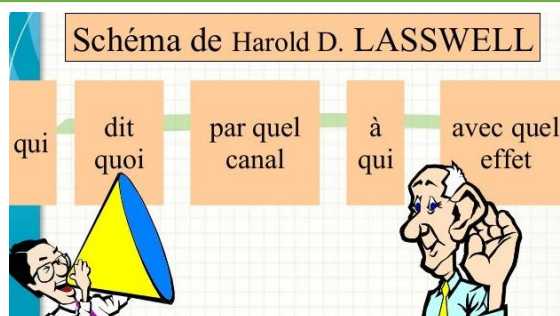 Schéma de Harold D. LASSWELL
qui
dit
quoi
par quel
canal
à
qui
avec quel
effet